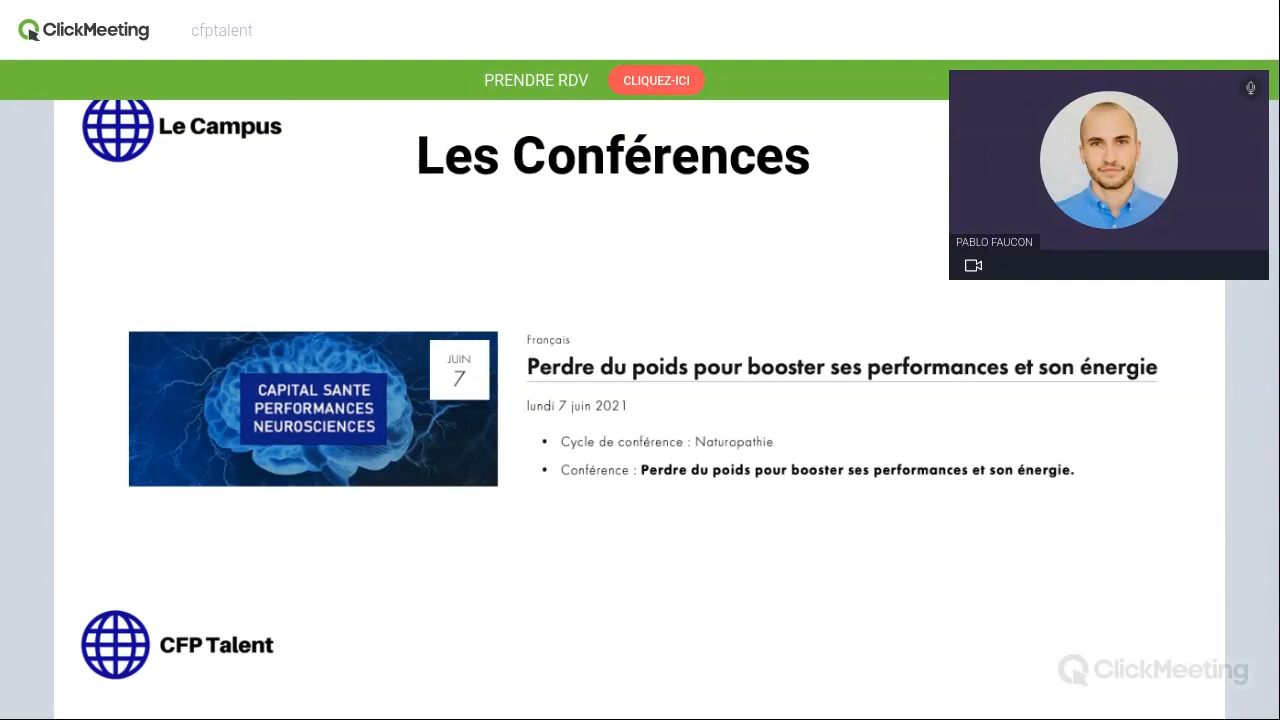 ClickMeeting
cfptalent
PRENDRE RDV
CLIQUEZ-ICI
Le Campus
Les Conférences
PABLO FAUCON
JUIN
7
CAPITAL SANTE
PERFORMANCES
NEUROSCIENCES
Français
Perdre du poids pour booster ses performances et son énergie
lundi 7 juin 2021
• Cycle de conférence : Naturopathie
• Conférence : Perdre du poids pour booster ses performances et son énergie.
CFP Talent
ClickMeeting